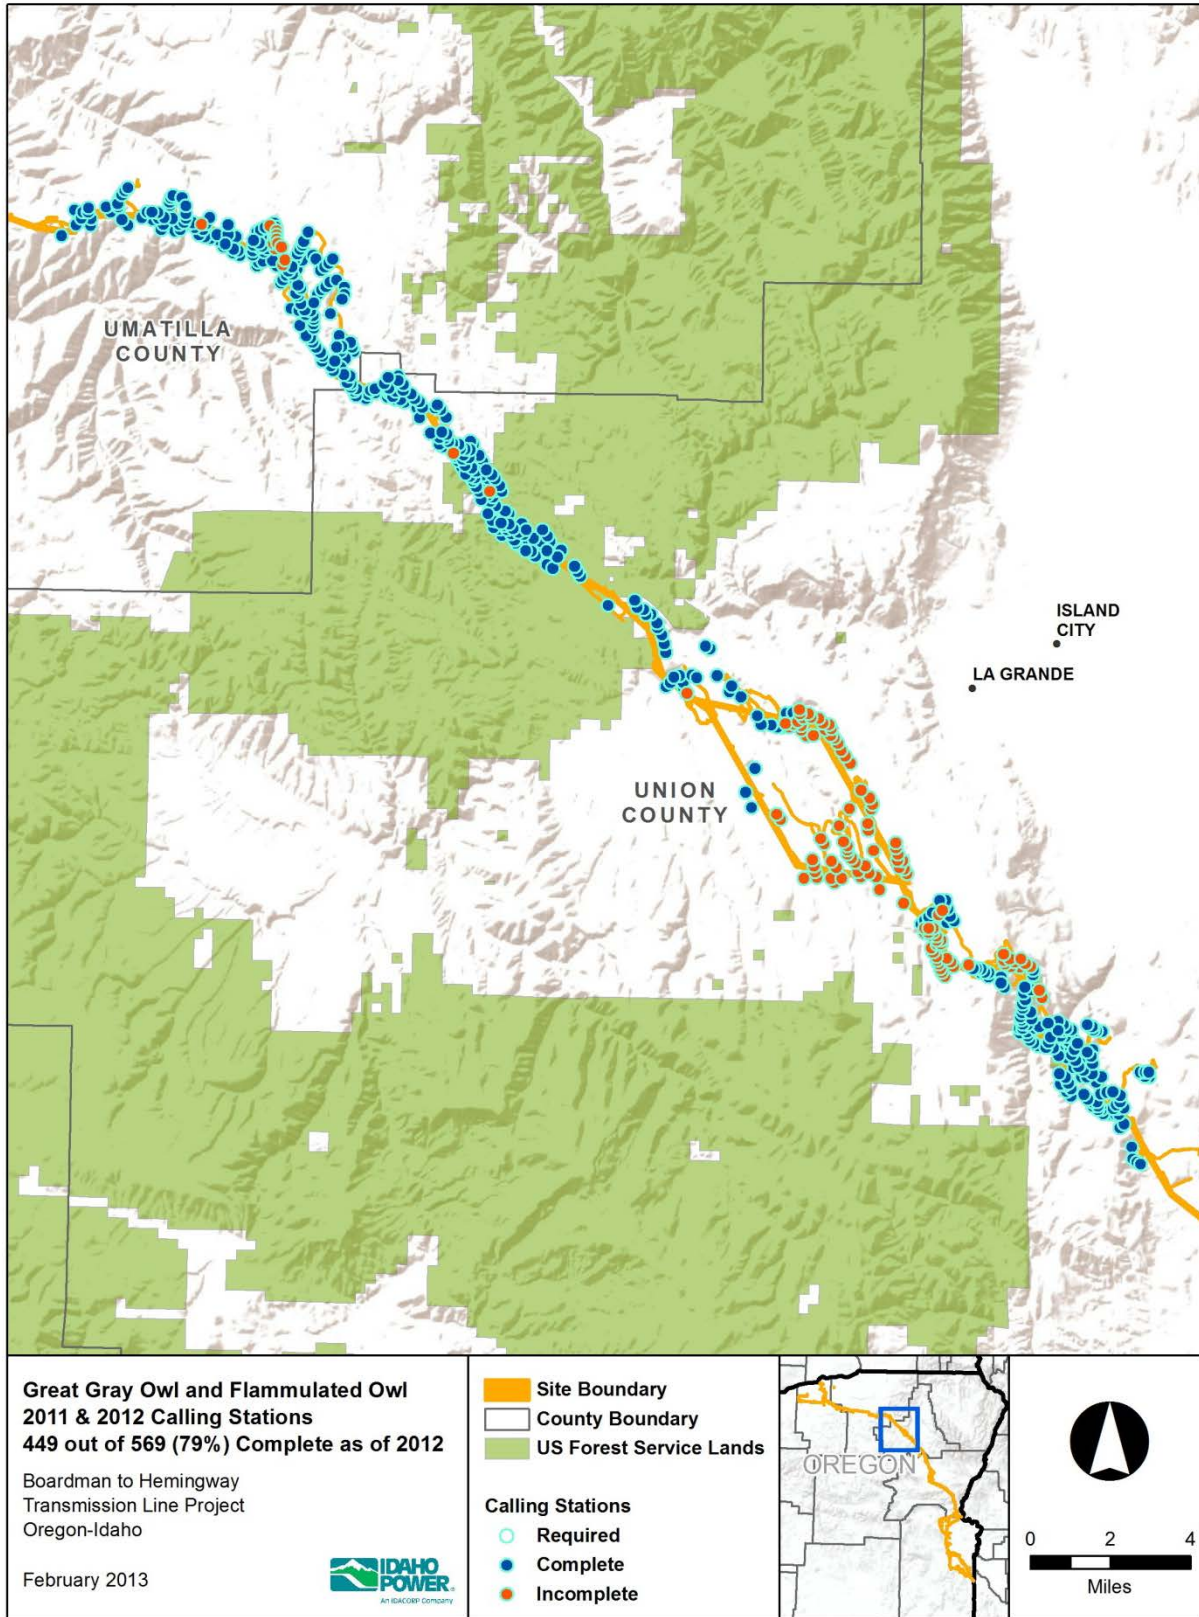 UMATILLA
COUNTY
ISLAND
CITY
LA GRANDE
UNION
COUNTY
Great Gray Owl and Flammulated Owl
2011 & 2012 Calling Stations
449 out of 569 (79%) Complete as of 2012
Boardman to Hemingway
Transmission Line Project
Oregon-Idaho
February 2013
IDAHO
POWER®
An IDACORP Company
Site Boundary
County Boundary
US Forest Service Lands
Calling Stations
Required
Complete
Incomplete
OREGON
0 2 4
Miles